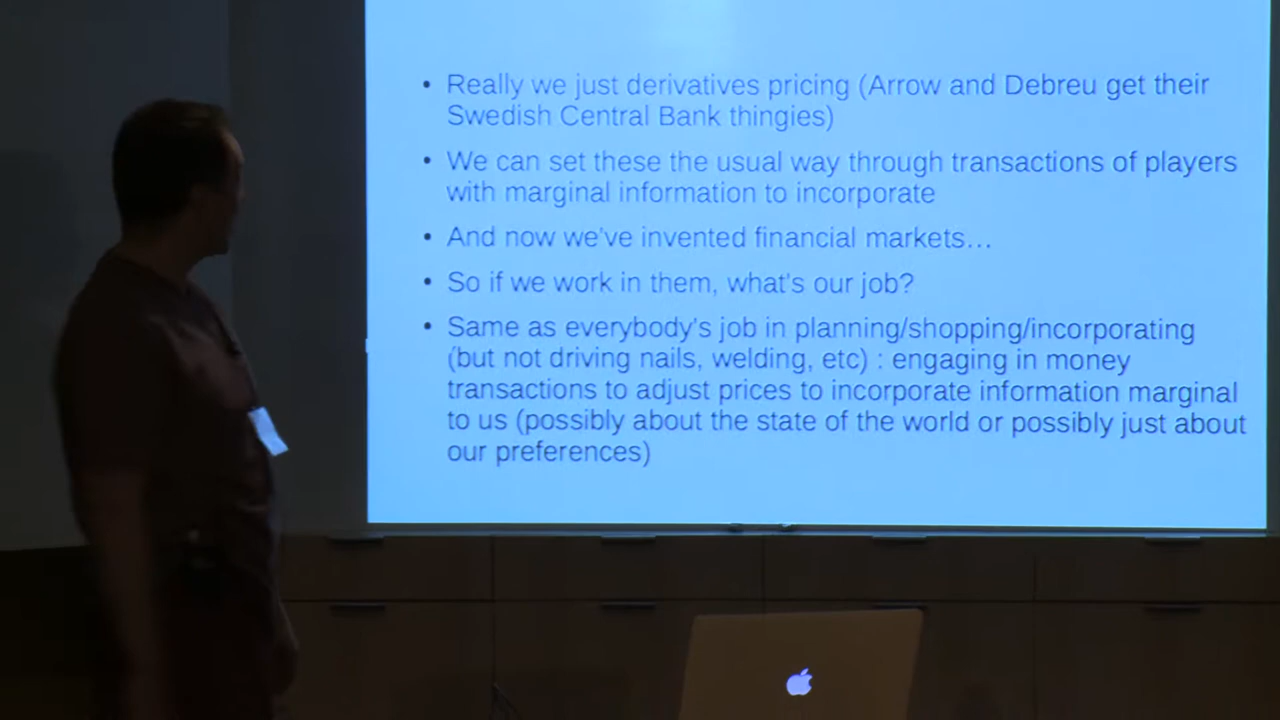 • Really we just derivatives pricing (Arrow and Debreu get their
Swedish Central Bank thingies)
• We can set these the usual way through transactions of players
with marginal information to incorporate
• And now we've invented financial markets…
• So if we work in them, what's our job?
• Same as everybody's job in planning/shopping/incorporating
(but not driving nails, welding, etc) : engaging in money
transactions to adjust prices to incorporate information marginal
to us (possibly about the state of the world or possibly just about
our preferences)